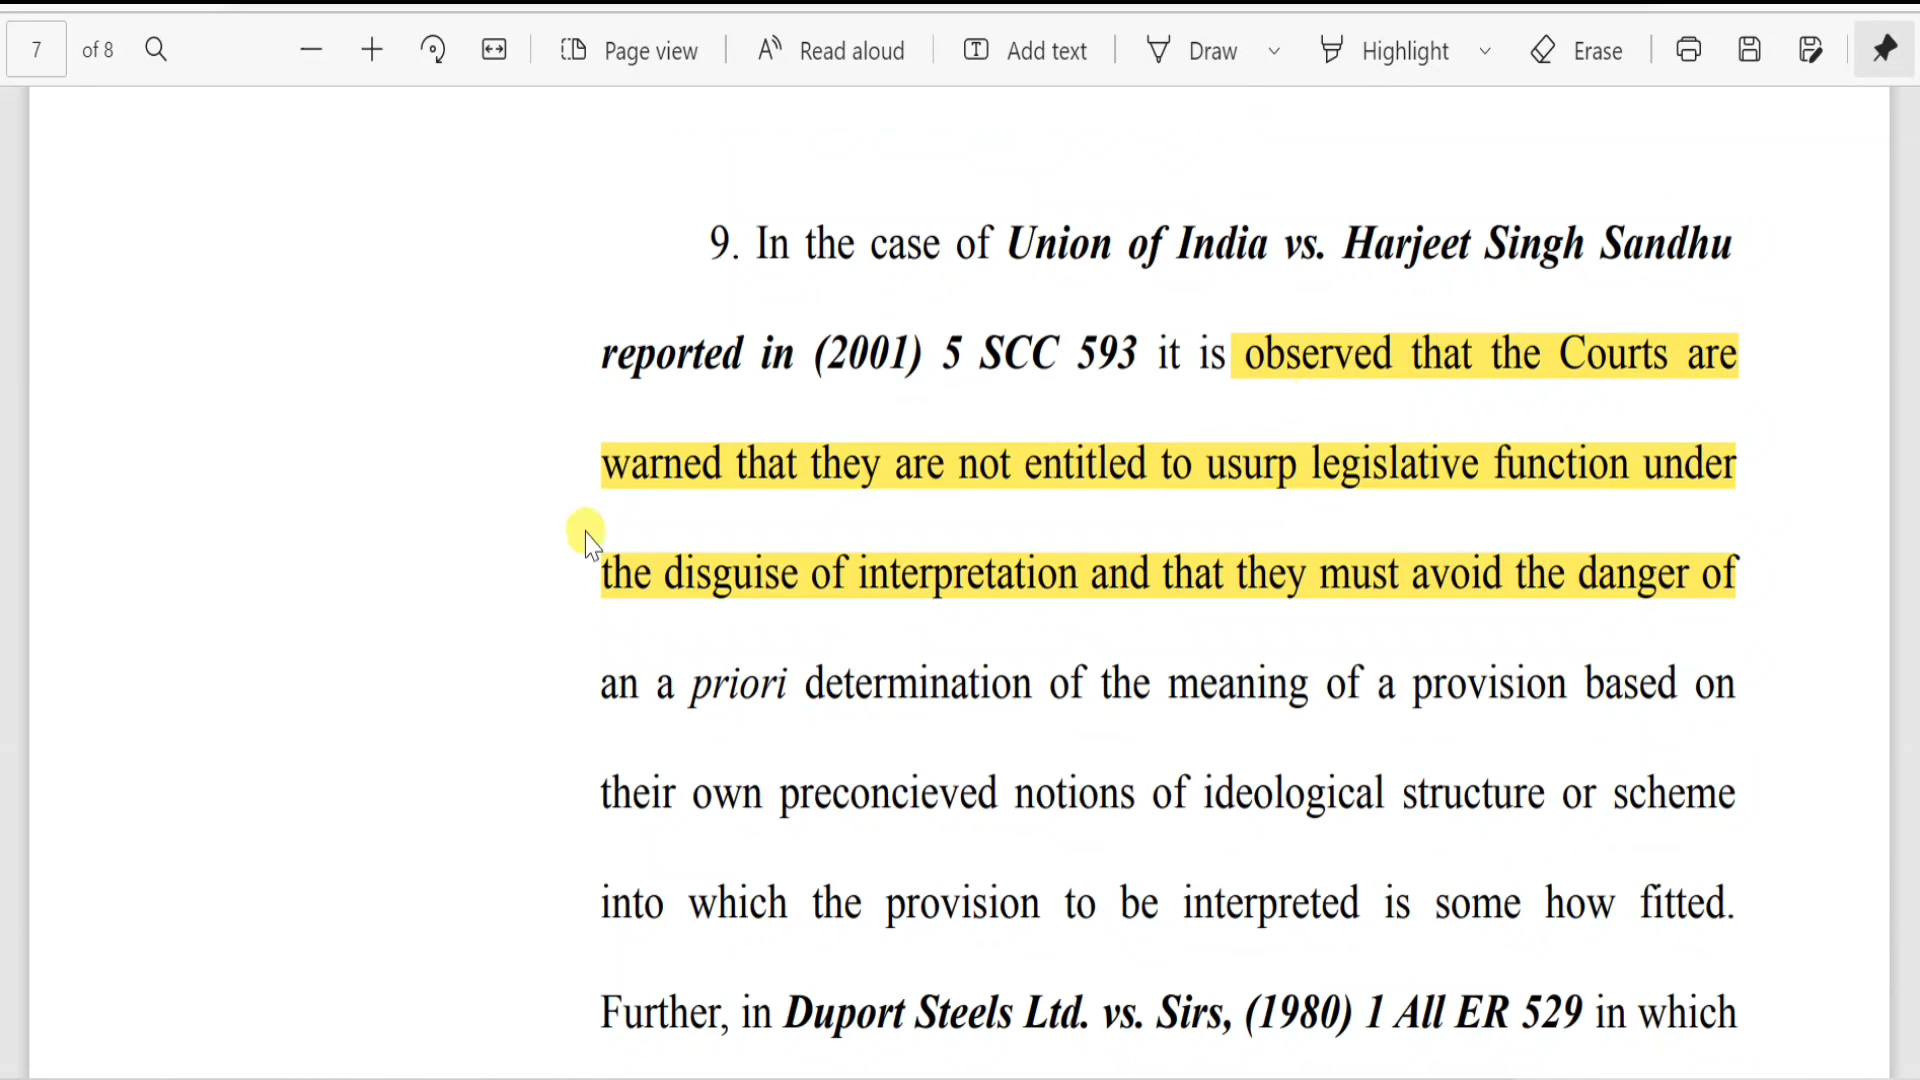 7 of 8 Page view Read aloud Add text Draw Highlight Erase
9. In the case of Union of India vs. Harjeet Singh Sandhu
reported in (2001) 5 SCC 593 it is observed that the Courts are
warned that they are not entitled to usurp legislative function under
the disguise of interpretation and that they must avoid the danger of
an a priori determination of the meaning of a provision based on
their own preconcieved notions of ideological structure or scheme
into which the provision to be interpreted is some how fitted.
Further, in Duport Steels Ltd. vs. Sirs, (1980) 1 All ER 529 in which